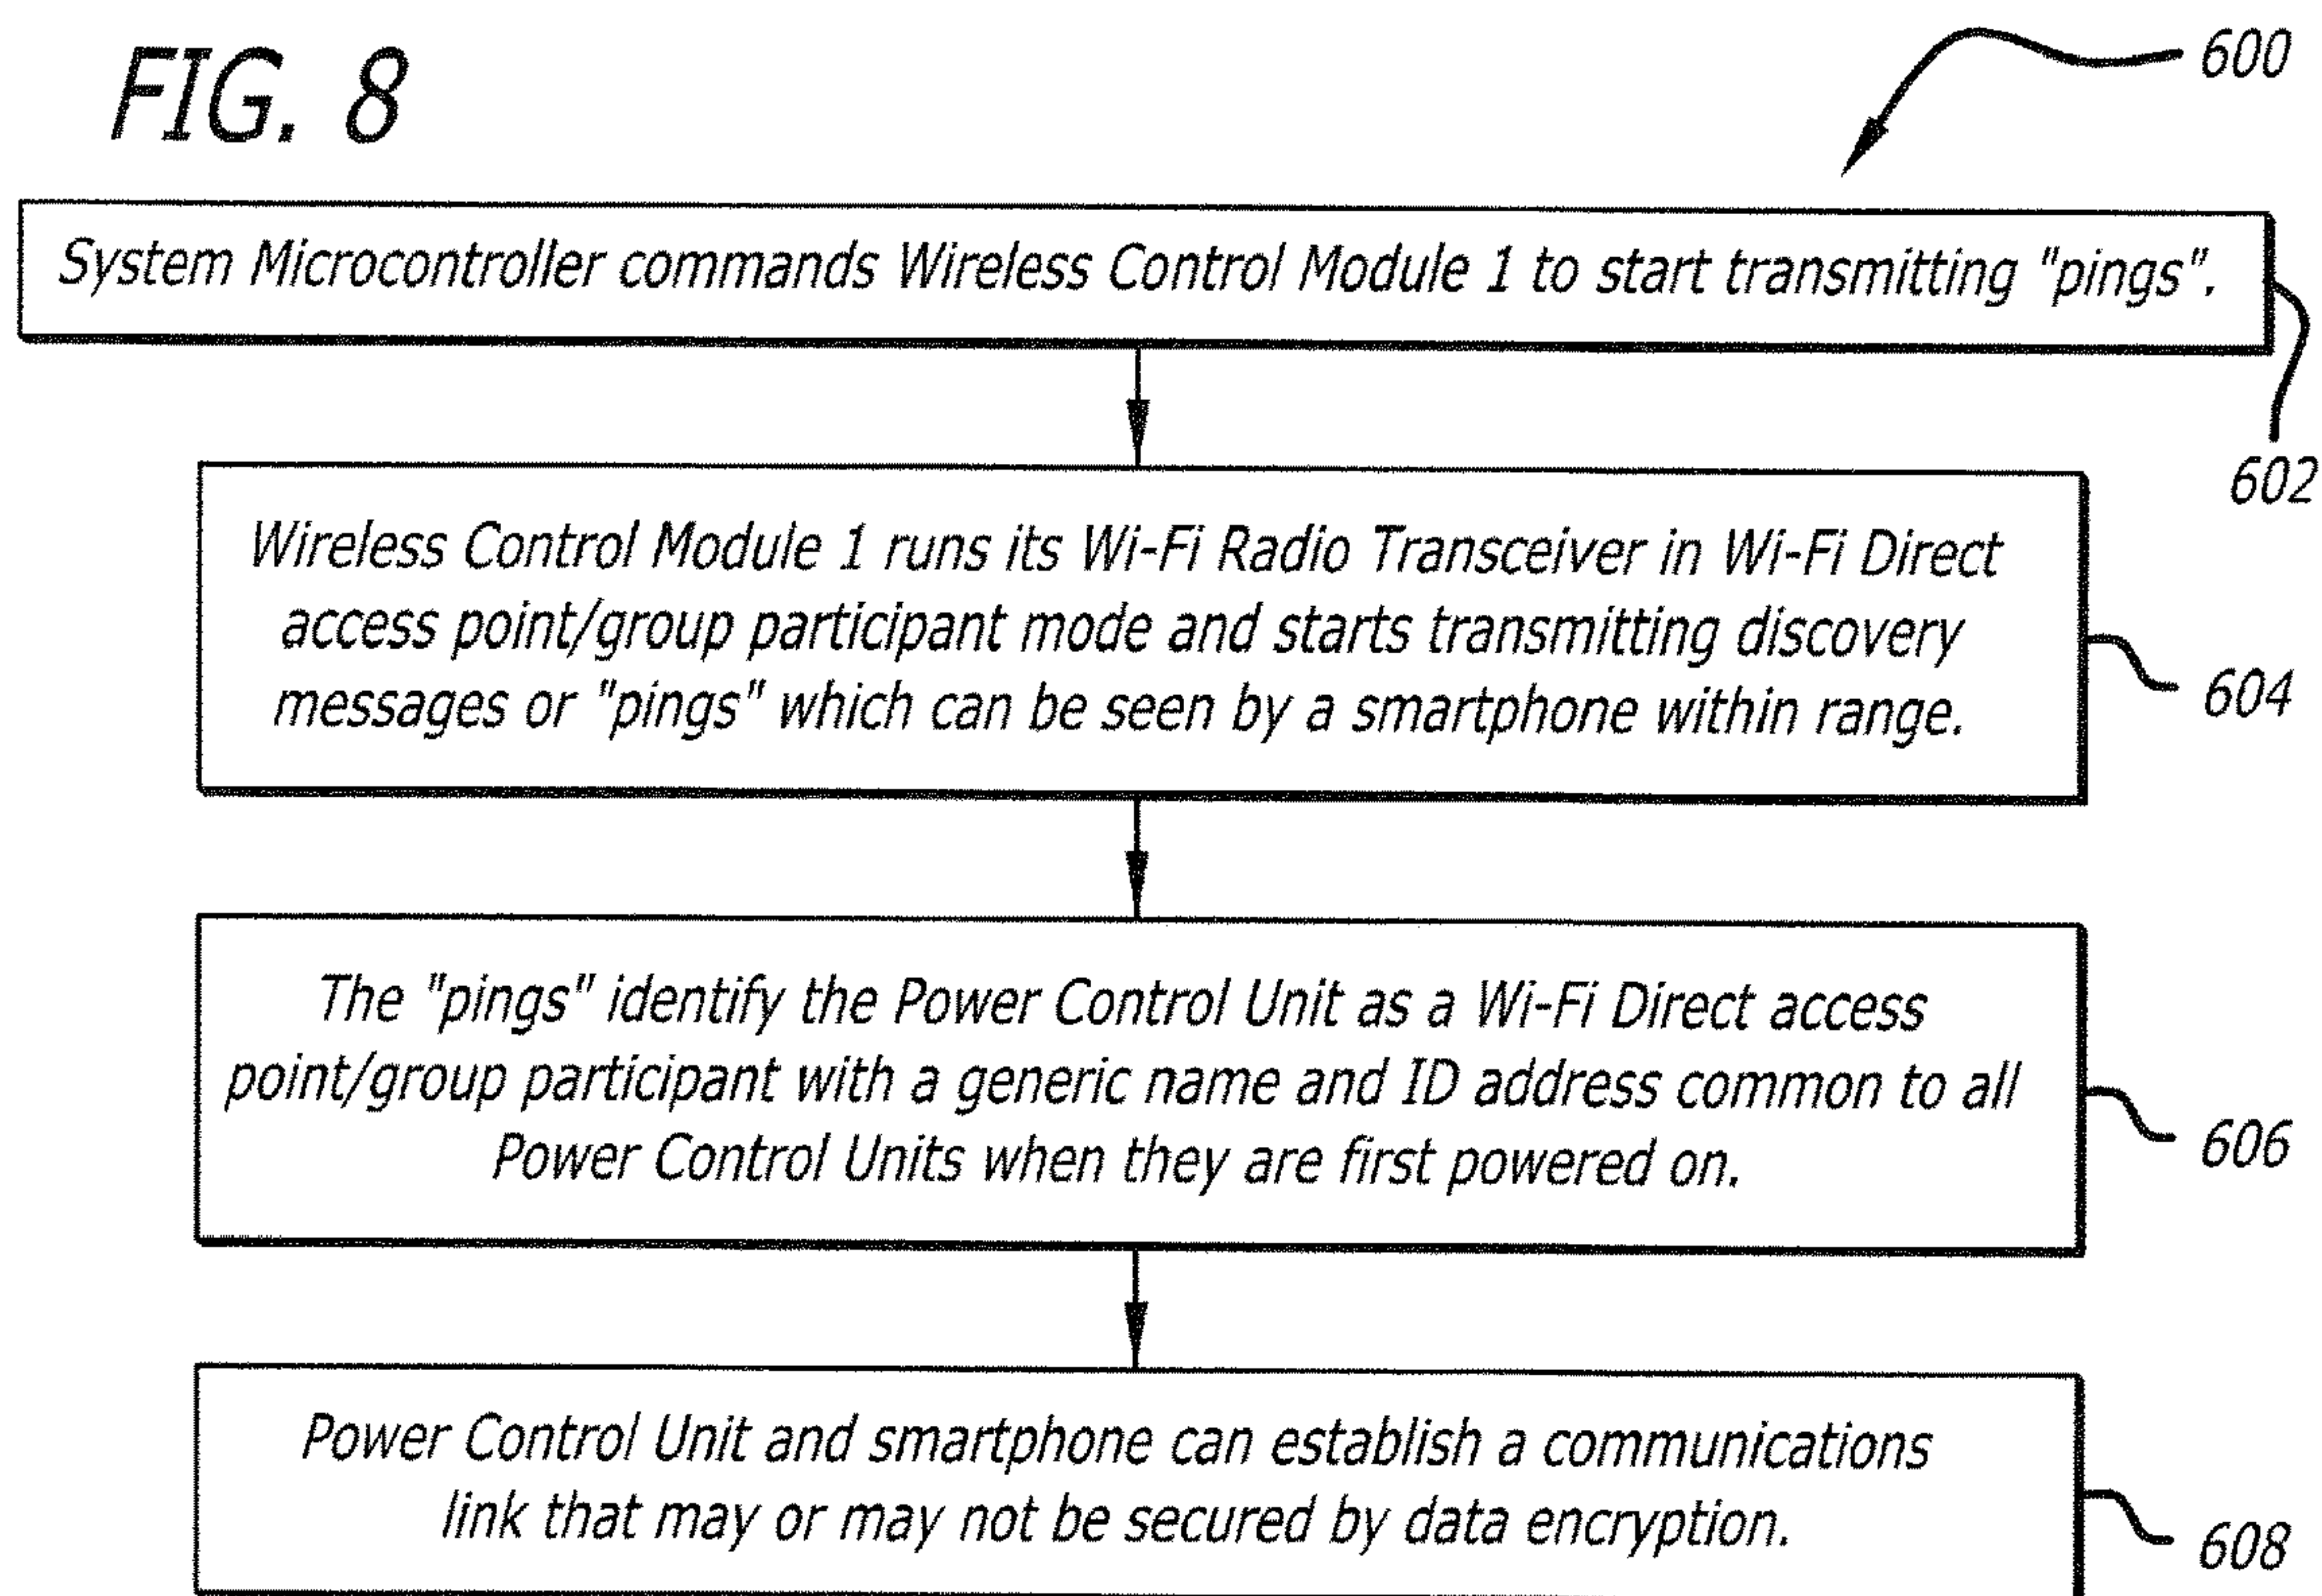 FIG. 8
600
System Microcontroller commands Wireless Control Module 1 to start transmitting "pings".
602
Wireless Control Module 1 runs its Wi-Fi Radio Transceiver in Wi-Fi Direct
access point/group participant mode and starts transmitting discovery
messages or "pings" which can be seen by a smartphone within range.
604
The "pings" identify the Power Control Unit as a Wi-Fi Direct access
point/group participant with a generic name and ID address common to all
Power Control Units when they are first powered on.
606
Power Control Unit and smartphone can establish a communications
link that may or may not be secured by data encryption.
608